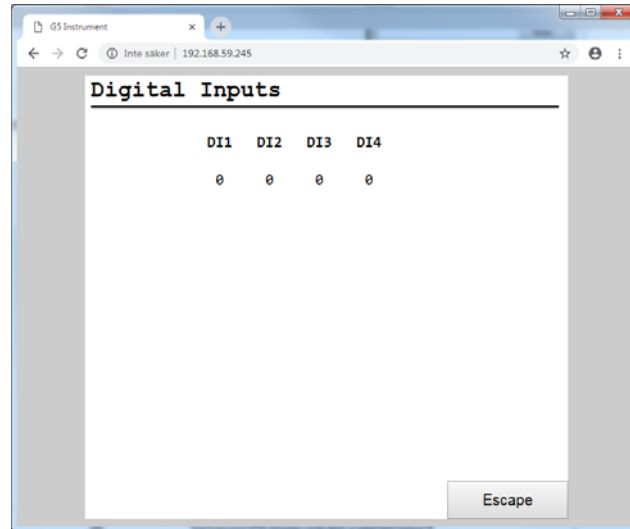 G5 Instrument
Inte säker | 192.168.59.245
Digital Inputs
DI1 DI2 DI3 DI4
0 0 0 0
Escape